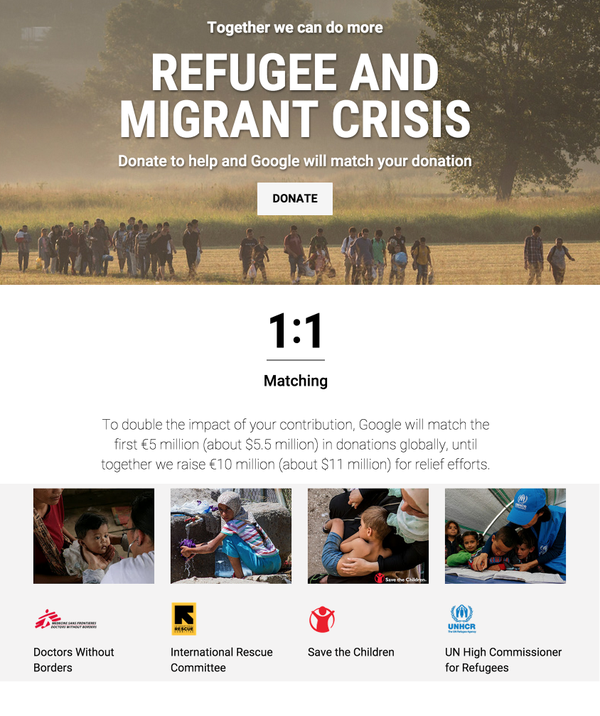 Together we can do more
REFUGEE AND
MIGRANT CRISIS
Donate to help and Google will match your donation
DONATE
1:1
Matching
To double the impact of your contribution, Google will match the
first €5 million (about $5.5 million) in donations globally, until
together we raise €10 million (about $11 million) for relief efforts.
Save the Children.
MEDECINS SANS FRONTIERES
DOCTORS WITHOUT BORDERS
RESCUE
UNHCR
The UN Refugee Agency
Doctors Without
Borders
International Rescue
Committee
Save the Children
UN High Commissioner
for Refugees